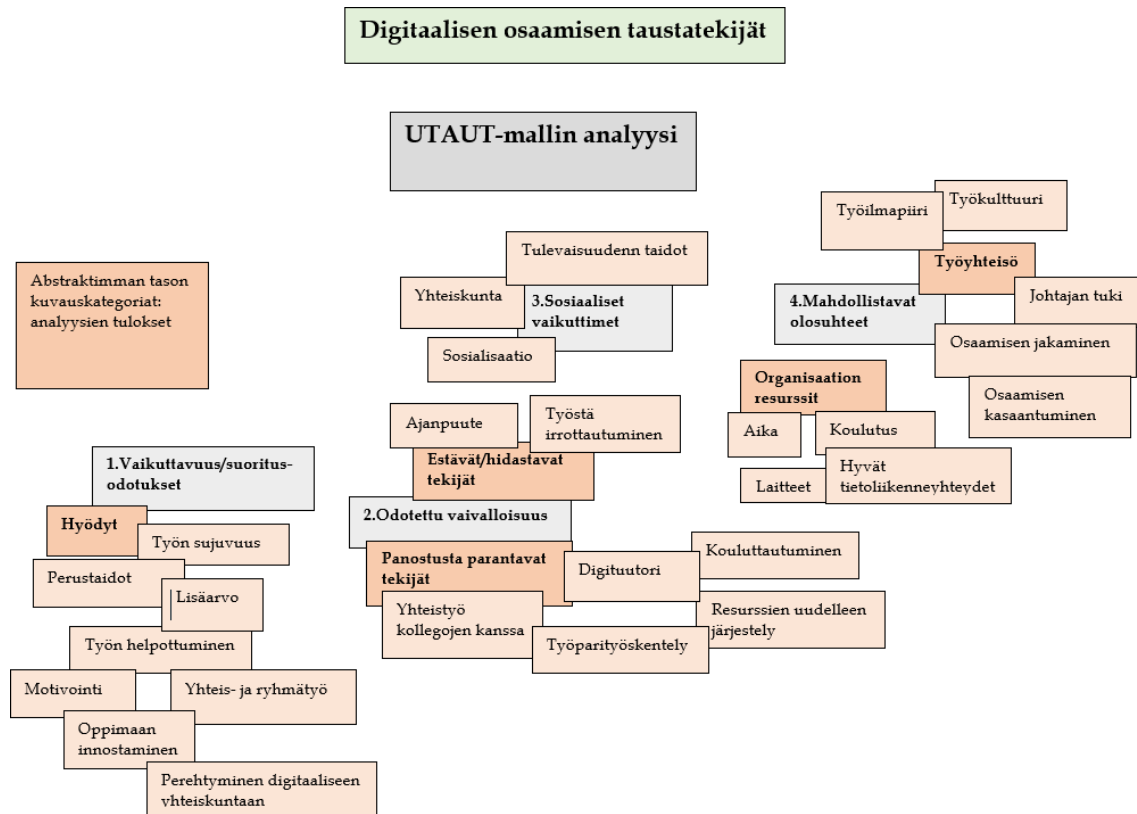 Digitaalisen osaamisen taustatekijät
UTAUT-mallin analyysi
Abstraktimman tason
kuvauskategoriat:
analyysien tulokset
1.Vaikuttavuus/suoritus-
odotukset
Hyödyt
Työn sujuvuus
Perustaidot
Lisäarvo
Työn helpottuminen
Motivointi
Yhteis- ja ryhmätyö
Oppimaan
innostaminen
Perehtyminen digitaaliseen
yhteiskuntaan
Tulevaisuudenn taidot
Yhteiskunta
3.Sosiaaliset
vaikuttimet
Sosialisaatio
Ajanpuute
Työstä
irrottautuminen
Estävät/hidastavat
tekijät
2.Odotettu vaivalloisuus
Panostusta parantavat
tekijät
Digituutori
Kouluttautuminen
Yhteistyö
kollegojen kanssa
Työparityöskentely
Resurssien uudelleen
järjestely
Työilmapiiri
Työkulttuuri
Työyhteisö
4.Mahdollistavat
olosuhteet
Johtajan tuki
Osaamisen jakaminen
Osaamisen
kasaantuminen
Organisaation
resurssit
Aika
Koulutus
Laitteet
Hyvät
tietoliikenneyhteydet